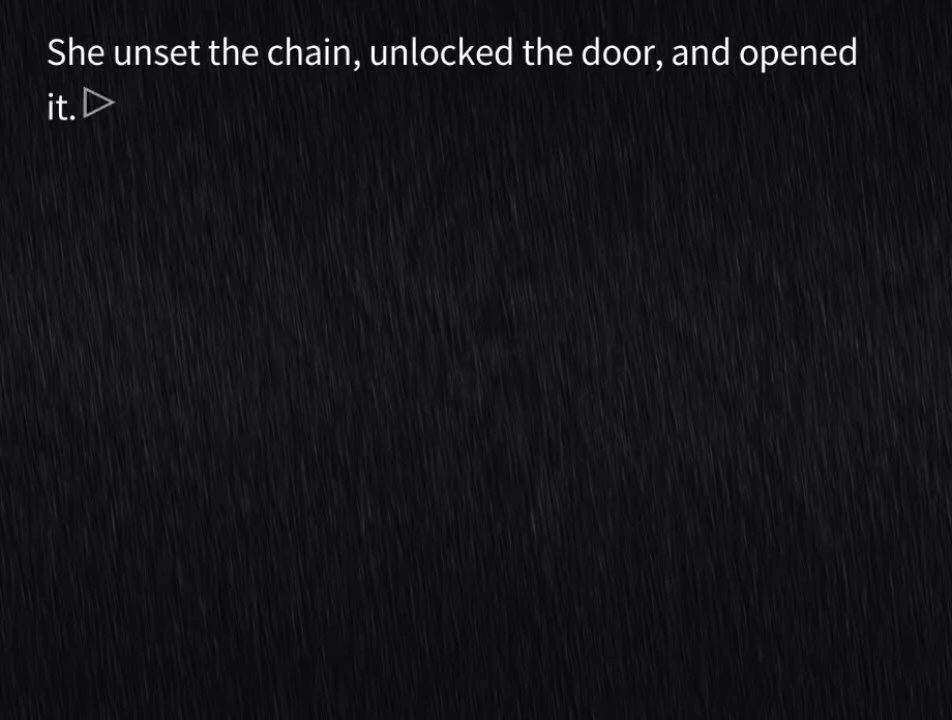 She unset the chain, unlocked the door, and opened
it.